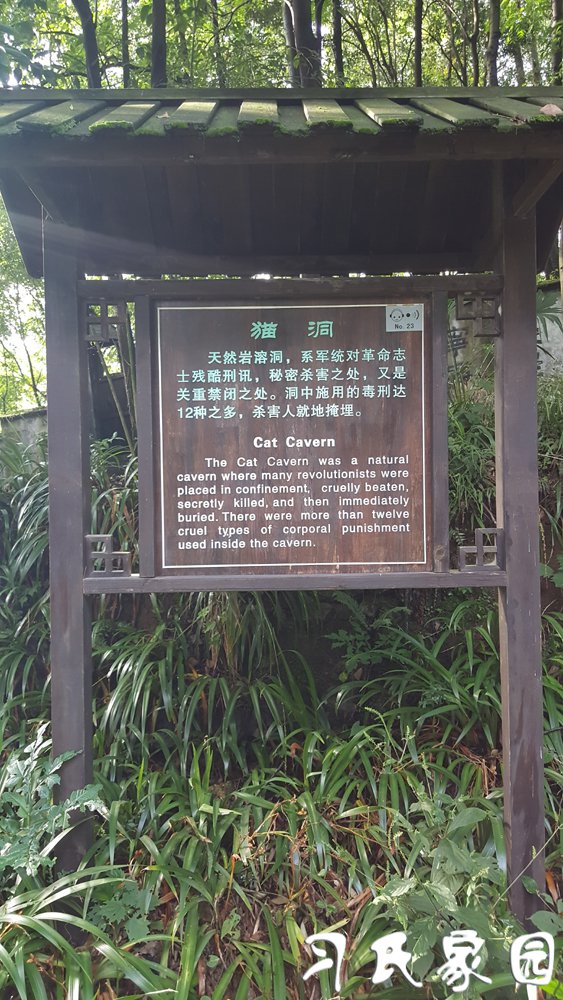 猫 洞
No. 23
天然岩溶洞，系军统对革命志
士残酷刑讯，秘密杀害之处，又是
关重禁闭之处。洞中施用的毒刑达
12种之多，杀害人就地掩埋。
Cat Cavern
The Cat Cavern was a natural
cavern where many revolutionists were
placed in confinement, cruelly beaten,
secretly killed, and then immediately
buried. There were more than twelve
cruel types of corporal punishment
used inside the cavern.
习氏家园